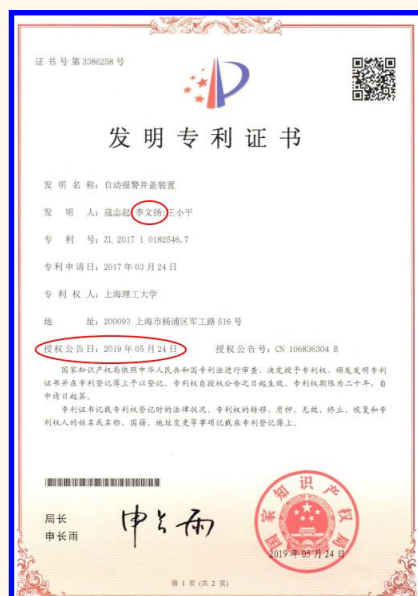 证书号第3386258号
发明专利证书
发明名称：自动报警井盖装置
发明人：寇志起;李文扬;王小平
专利号：ZL 2017 1 0182546.7
专利申请日：2017年03月24日
专利权人：上海理工大学
地址：200093 上海市杨浦区军工路516号
授权公告日：2019年05月24日 授权公告号：CN 106836304 B
国家知识产权局依照中华人民共和国专利法进行审查，决定授予专利权，颁发发明专利
证书并在专利登记簿上予以登记。专利权自授权公告之日起生效。专利权期限为二十年，自
申请日起算。
专利证书记载专利权登记时的法律状况。专利权的转移、质押、无效、终止、恢复和专
利权人的姓名或名称、国籍、地址变更等事项记载在专利登记簿上。
局长
申长雨
申长雨
国家知识产权局
2019年05月24日
第1页(共2页)